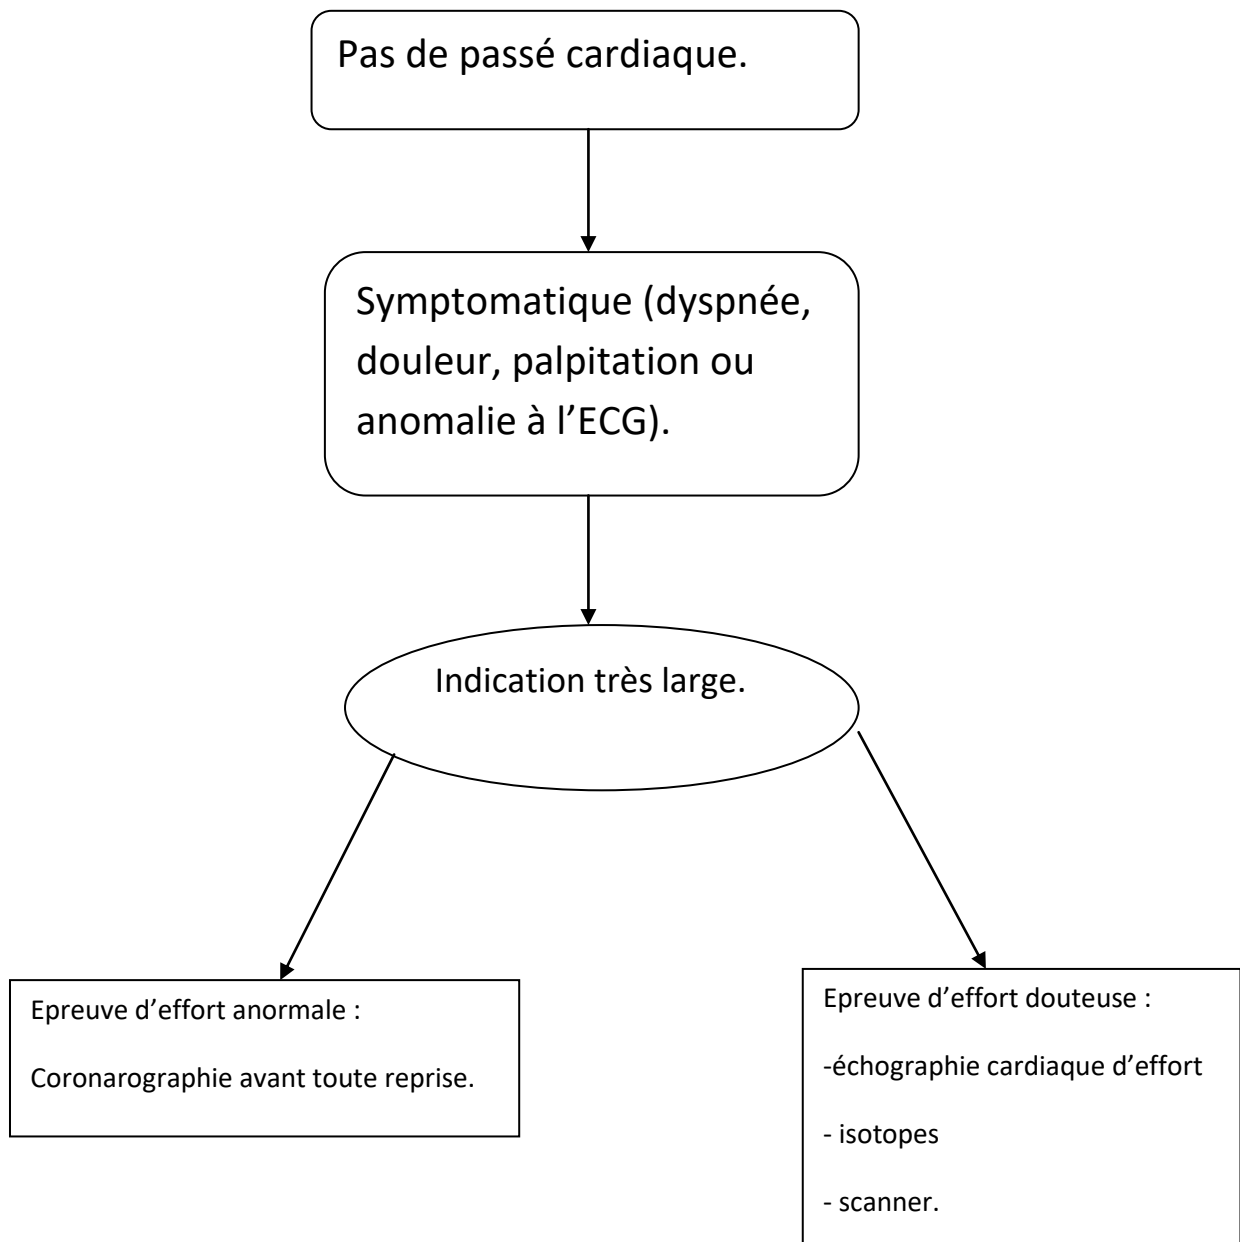 Pas de passé cardiaque.
Symptomatique (dyspnée,
douleur, palpitation ou
anomalie à l’ECG).
Indication très large.
Epreuve d’effort anormale :
Coronarographie avant toute reprise.
Epreuve d’effort douteuse :
-échographie cardiaque d’effort
- isotopes
- scanner.